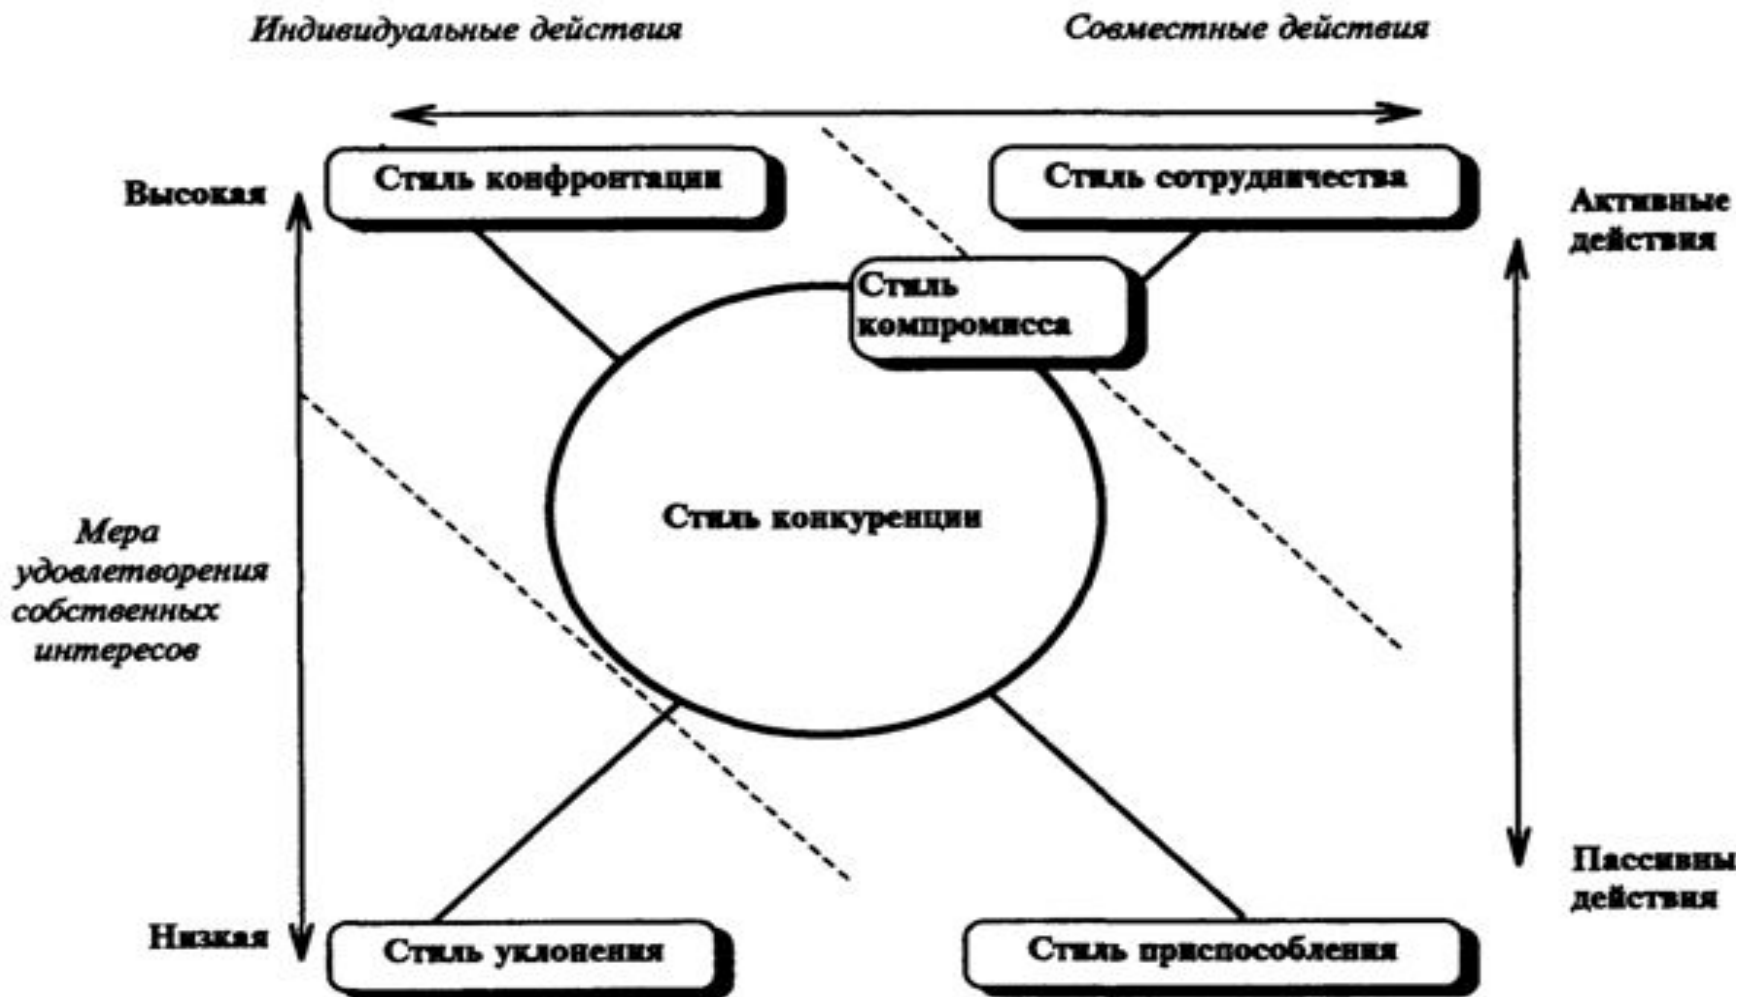 Индивидуальные действия
Совместные действия
Стиль конфронтации
Стиль сотрудничества
Высокая
Активные
действия
Стиль
компромисса
Стиль конкуренции
Мера
удовлетворения
собственных
интересов
Пассивны
действия
Низкая
Стиль уклонения
Стиль приспособления